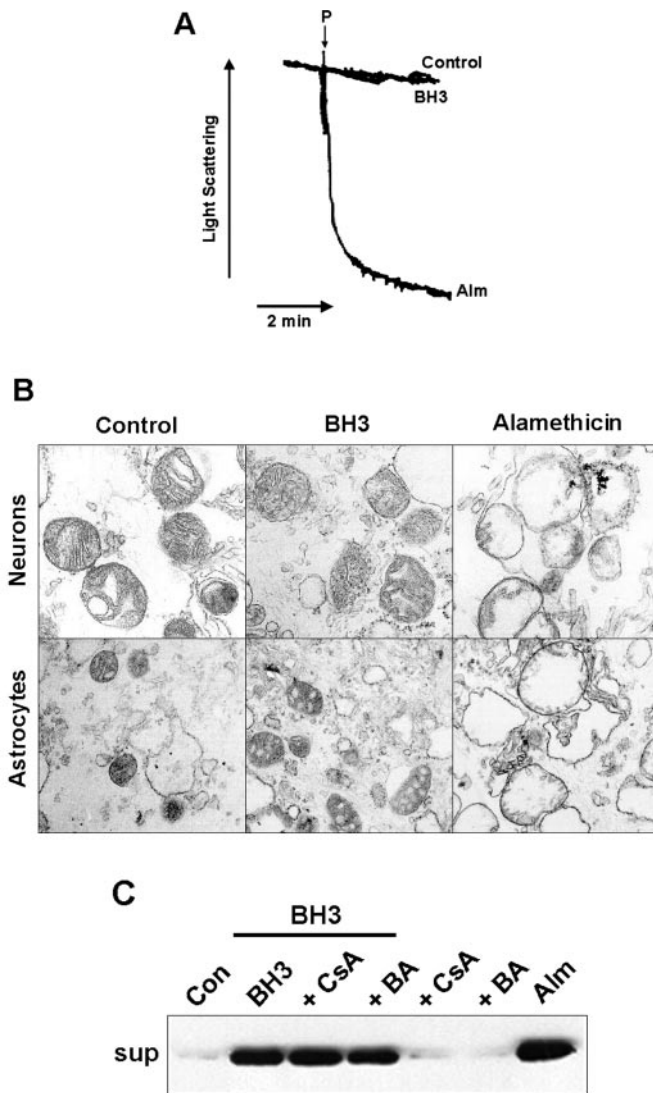 A
P
Control
BH3
Light Scattering
Alm
2 min
B
Control BH3 Alamethicin
Neurons
Astrocytes
C
BH3
Con BH3 + CsA + BA + CsA + BA Alm
sup